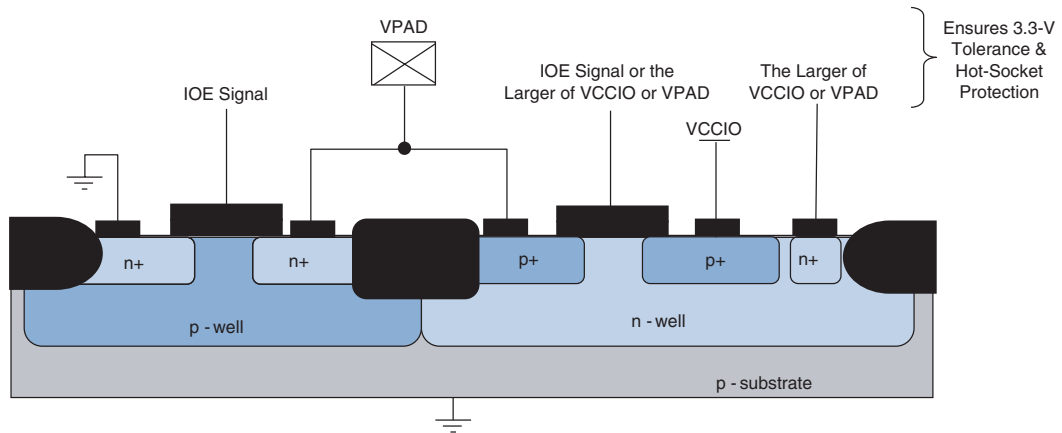 VPAD
Ensures 3.3-V
Tolerance &
Hot-Socket
Protection
IOE Signal
IOE Signal or the
Larger of VCCIO or VPAD
The Larger of
VCCIO or VPAD
VCCIO
n+
n+
p+
p+
n+
p - well
n - well
p - substrate